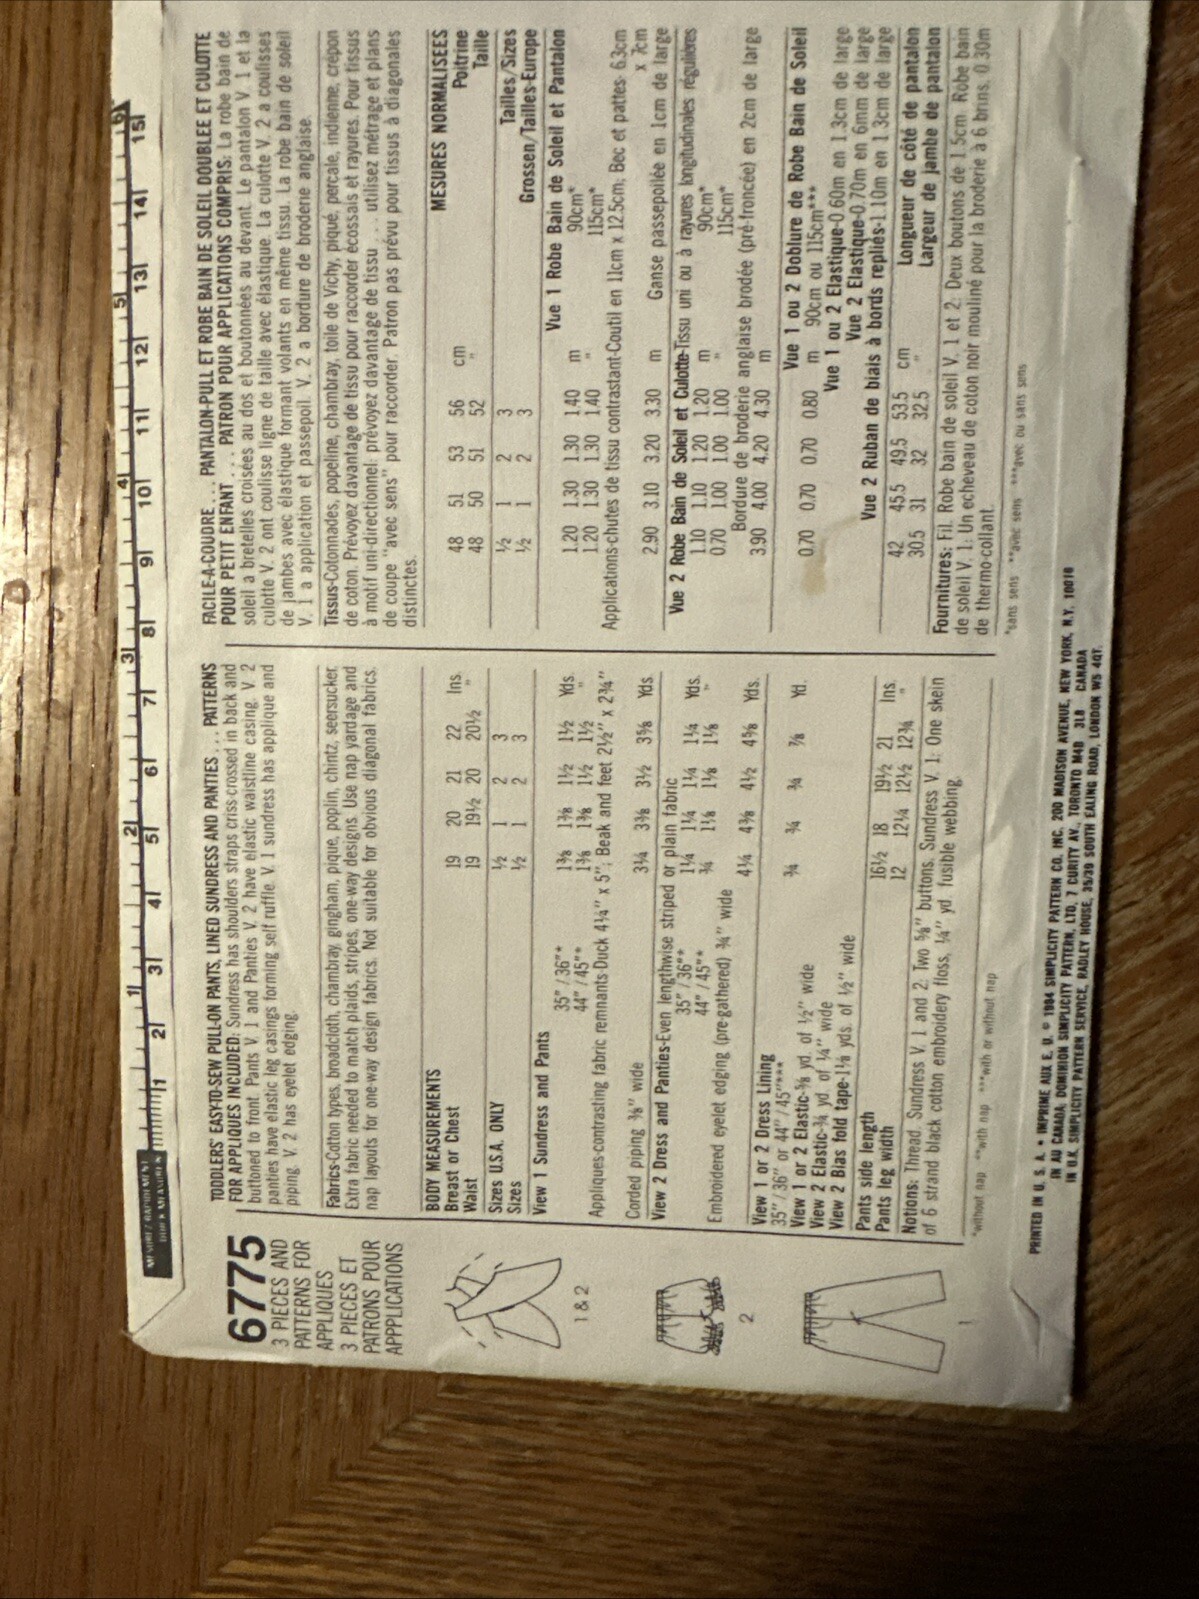 MESUREZ RAPIDEMENT
QUICK MEASURES
1 2 3 4 5 6 7 8 9 10 11 12 13 14 15
1 2 3 4 5 6
6775
3 PIECES AND
PATTERNS FOR
APPLIQUES
3 PIECES ET
PATRONS POUR
APPPLICATIONS
1 & 2
2
1
TODDLERS' EASY-TO-SEW PULL-ON PANTS, LINED SUNDRESS AND PANTIES . . . PATTERNS
FOR APPLIQUES INCLUDED: Sundress has shoulders straps criss-crossed in back and
buttoned to front. Pants V. 1 and Panties V. 2 have elastic waistline casing. V. 2
panties have elastic leg casings forming self ruffle. V. 1 sundress has applique and
piping. V. 2 has eyelet edging.
Fabrics-Cotton types, broadcloth, chambray, gingham, pique, poplin, chintz, seersucker.
Extra fabric needed to match plaids, stripes, one-way designs. Use nap yardage and
nap layouts for one-way design fabrics. Not suitable for obvious diagonal fabrics.
BODY MEASUREMENTS
Breast or Chest 19 20 21 22 Ins.
Waist 19 19½ 20 20½ "
Sizes U.S.A. ONLY ½ 1 2 3
Sizes ½ 1 2 3
View 1 Sundress and Pants
35" /36"* 1⅜ 1⅜ 1½ 1½ Yds.
44" /45"* 1⅜ 1⅜ 1½ 1½ "
Appliques-contrasting fabric remnants-Duck 4¼" x 5"; Beak and feet 2½" x 2¾"
Corded piping ⅜" wide 3¼ 3⅜ 3½ 3⅝ Yds.
View 2 Dress and Panties-Even lengthwise striped or plain fabric
35" /36"* 1¼ 1¼ 1¼ 1¼ Yds.
44" /45"* ¾ 1⅛ 1⅛ 1⅛ "
Embroidered eyelet edging (pre-gathered) ¾" wide
4¼ 4⅜ 4½ 4⅝ Yds.
View 1 or 2 Dress Lining
35" /36" or 44" /45"*** ¾ ¾ ¾ ⅞ Yd.
View 1 or 2 Elastic-⅝ yd. of ½" wide
View 2 Elastic-¾ yd of ¼" wide
View 2 Bias fold tape-1⅛ yds. of ½" wide
Pants side length 16½ 18 19½ 21 Ins.
Pants leg width 12 12¼ 12½ 12¾ "
Notions: Thread. Sundress V. 1 and 2: Two ⅝" buttons. Sundress V. 1: One skein
of 6 strand black cotton embroidery floss, ¼" yd fusible webbing.
*without nap **with nap ***with or without nap
FACILE-A-COUDRE . . . PANTALON-PULL ET ROBE BAIN DE SOLEIL DOUBLEE ET CULOTTE
POUR PETIT ENFANT . . . PATRON POUR APPLICATIONS COMPRIS: La robe bain de
soleil a bretelles croisées au dos et boutonnées au devant. Le pantalon V. 1 et la
culotte V. 2 ont coulisse ligne de taille avec élastique. La culotte V. 2 a coulisses
de jambes avec élastique formant volants en même tissu. La robe bain de soleil
V. 1 a application et passepoil. V. 2 a bordure de broderie anglaise.
Tissus-Cotonnades, popeline, chambray, toile de Vichy, piqué, percale, indienne, crépon
de coton. Prévoyez davantage de tissu pour raccorder écossais et rayures. Pour tissus
à motif uni-directionnel: prévoyez davantage de tissu . . . utilisez métrage et plans
de coupe "avec sens" pour raccorder. Patron pas prévu pour tissus à diagonales
distinctes.
MESURES NORMALISEES
48 51 53 56 cm Poitrine
48 50 51 52 " Taille
½ 1 2 3 Tailles/Sizes
½ 1 2 3 Grossen/Tailles-Europe
Vue 1 Robe Bain de Soleil et Pantalon
1.20 1.30 1.30 1.40 m 90cm*
1.20 1.30 1.30 1.40 " 115cm*
Applications-chutes de tissu contrastant-Coutil en 11cm x 12.5cm; Bec et pattes- 6.3cm
x 7cm
2.90 3.10 3.20 3.30 m Ganse passepoilée en 1cm de large
Vue 2 Robe Bain de Soleil et Culotte-Tissu uni ou à rayures longitudinales régulières
1.10 1.10 1.20 1.20 m 90cm*
0.70 1.00 1.00 1.00 " 115cm*
Bordure de broderie anglaise brodée (pré-froncée) en 2cm de large
3.90 4.00 4.20 4.30 m
Vue 1 ou 2 Doublure de Robe Bain de Soleil
0.70 0.70 0.70 0.80 m 90cm ou 115cm***
Vue 1 ou 2 Elastique-0.60m en 1.3cm de large
Vue 2 Elastique-0.70m en 6mm de large
Vue 2 Ruban de biais à bords repliés-1.10m en 1.3cm de large
42 45.5 49.5 53.5 cm Longueur de côté de pantalon
30.5 31 32 32.5 " Largeur de jambe de pantalon
Fournitures: Fil. Robe bain de soleil V. 1 et 2: Deux boutons de 1.5cm. Robe bain
de soleil V. 1: Un echeveau de coton noir mouliné pour la broderie à 6 brins. 0.30m
de thermo-collant.
*sans sens **avec sens ***avec ou sans sens
PRINTED IN U. S. A. • IMPRIME AUX E. U. © 1984 SIMPLICITY PATTERN CO. INC. 200 MADISON AVENUE, NEW YORK, N.Y. 10016
IN AU CANADA; DOMINION SIMPLICITY PATTERN, LTD, 7 CURITY AV., TORONTO M4B 3L8 CANADA
IN U.K. SIMPLICITY PATTERN SERVICE, RADLEY HOUSE, 35/39 SOUTH EALING ROAD, LONDON W5 4QT.